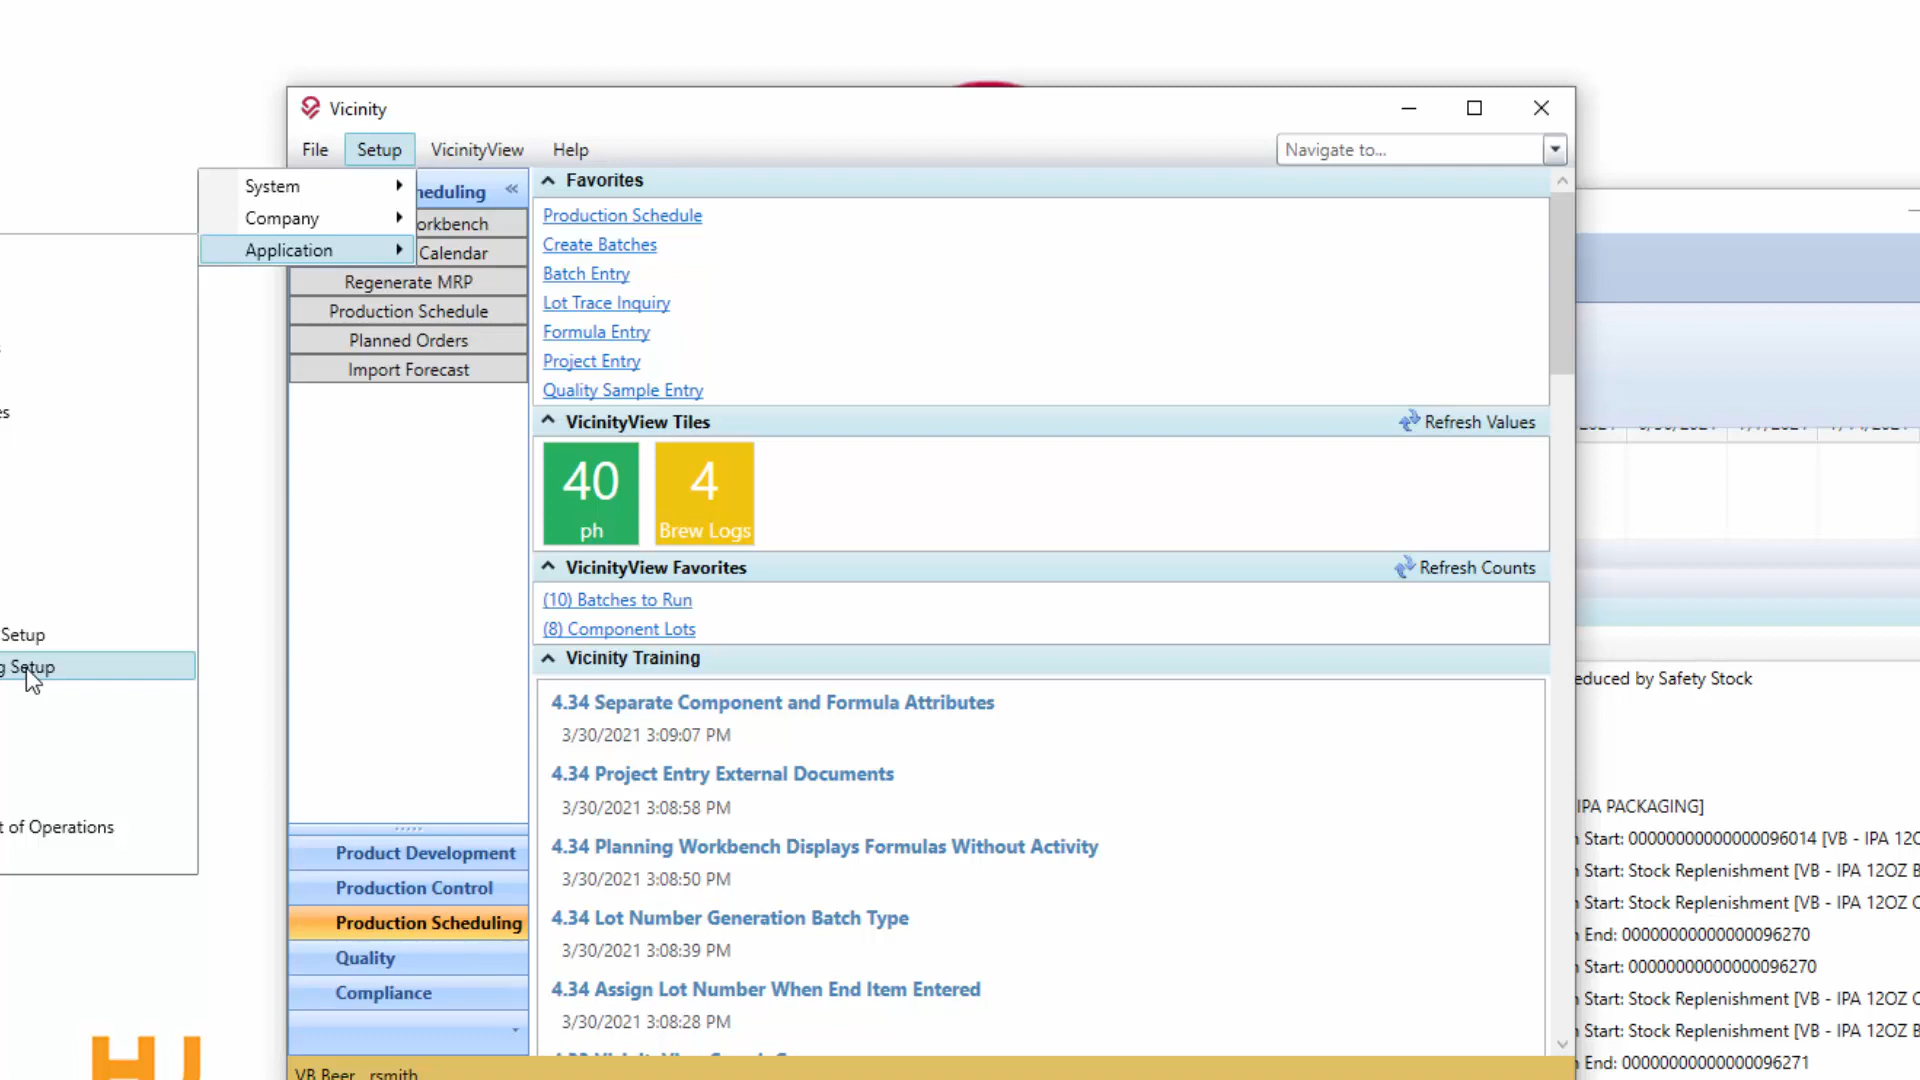 Vicinity
File Setup VicinityView Help
Navigate to...
System
Company
Application
heduling «
orkbench
Calendar
Regenerate MRP
Production Schedule
Planned Orders
Import Forecast
Favorites
Production Schedule
Create Batches
Batch Entry
Lot Trace Inquiry
Formula Entry
Project Entry
Quality Sample Entry
VicinityView Tiles
Refresh Values
40
ph
4
Brew Logs
VicinityView Favorites
Refresh Counts
(10) Batches to Run
(8) Component Lots
Vicinity Training
4.34 Separate Component and Formula Attributes
3/30/2021 3:09:07 PM
4.34 Project Entry External Documents
3/30/2021 3:08:58 PM
4.34 Planning Workbench Displays Formulas Without Activity
3/30/2021 3:08:50 PM
4.34 Lot Number Generation Batch Type
3/30/2021 3:08:39 PM
4.34 Assign Lot Number When End Item Entered
3/30/2021 3:08:28 PM
Product Development
Production Control
Production Scheduling
Quality
Compliance
VB Beer rsmith
es
Setup
g Setup
t of Operations
educed by Safety Stock
IPA PACKAGING]
Start: 00000000000000096014 [VB - IPA 12O
Start: Stock Replenishment [VB - IPA 12OZ B
Start: Stock Replenishment [VB - IPA 12OZ C
End: 00000000000000096270
Start: 00000000000000096270
Start: Stock Replenishment [VB - IPA 12OZ C
Start: Stock Replenishment [VB - IPA 12OZ B
End: 00000000000000096271